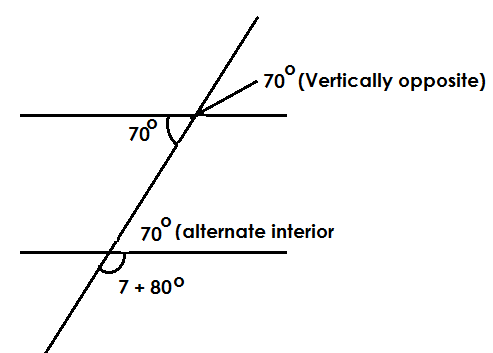 70° (Vertically opposite)
70°
70° (alternate interior
7 + 80°